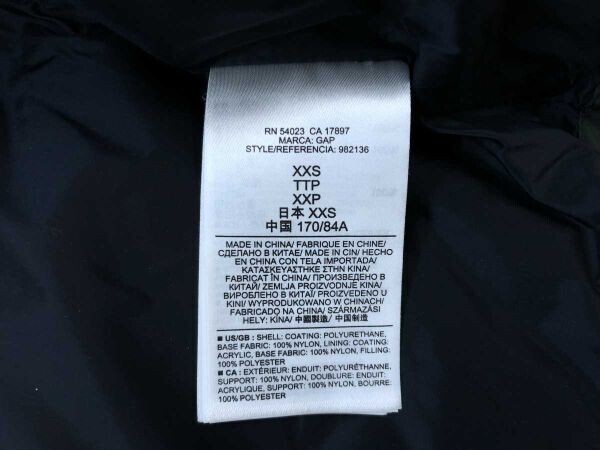 RN 54023 CA 17897
MARCA: GAP
STYLE/REFERENCIA: 982136
XXS
TTP
XXP
日本 XXS
中国 170/84A
MADE IN CHINA/ FABRIQUE EN CHINE/
СДЕЛАНО В КИТАЕ/ MADE IN CIN/ HECHO
EN CHINA CON TELA IMPORTADA/
ΚΑΤΑΣΚΕΥΑΣΤΗΚΕ ΣΤΗΝ ΚΙΝΑ/
FABRICAT ÎN CHINA/ ПРОИЗВЕДЕНО В
КИТАЙ/ ZEMLJA PROIZVODNJE KINA/
ВИРОБЛЕНО В КИТАЇ/ PROIZVEDENO U
KINI/ WYPRODUKOWANO W CHINACH/
FABRICADO NA CHINA/ SZÁRMAZÁSI
HELY: KÍNA/ 中國製造/ 中国制造
■ US/GB : SHELL: COATING: POLYURETHANE,
BASE FABRIC: 100% NYLON, LINING: COATING:
ACRYLIC, BASE FABRIC: 100% NYLON, FILLING:
100% POLYESTER
■ CA : EXTÉRIEUR: ENDUIT: POLYURÉTHANNE,
SUPPORT: 100% NYLON, DOUBLURE: ENDUIT:
ACRYLIQUE, SUPPORT: 100% NYLON, BOURRE:
100% POLYESTER